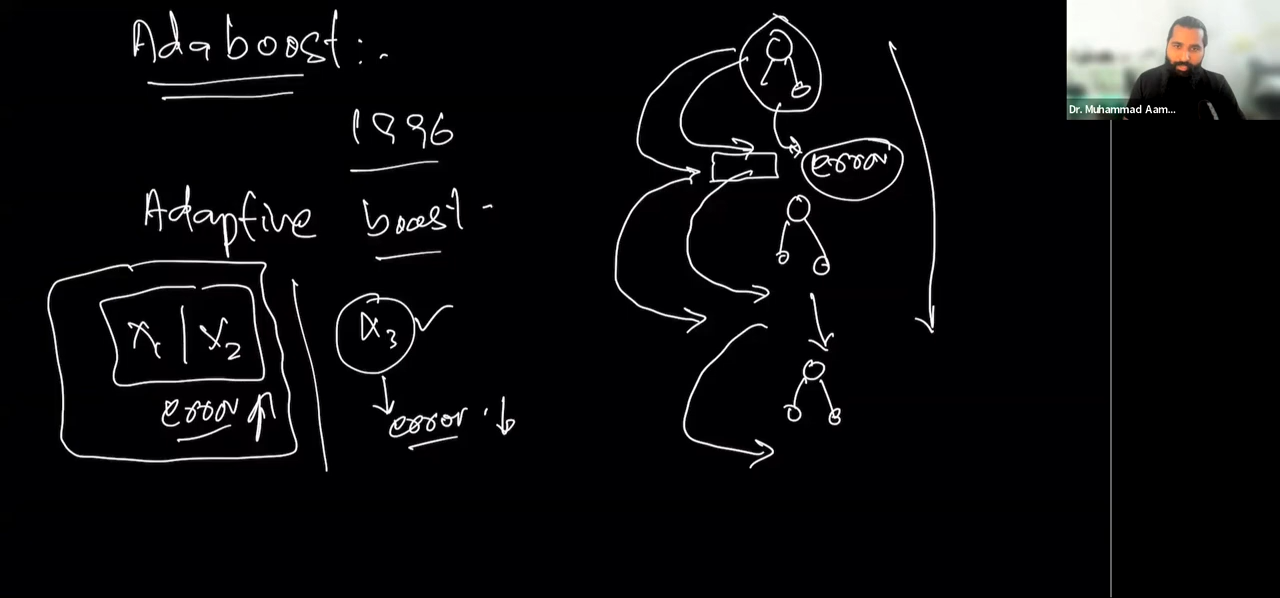 Adaboost:.
1996
Adaptive boost-
x₁ | x₂
error ↑
x₃ ✓
error ↓
error
Dr. Muhammad Aam...